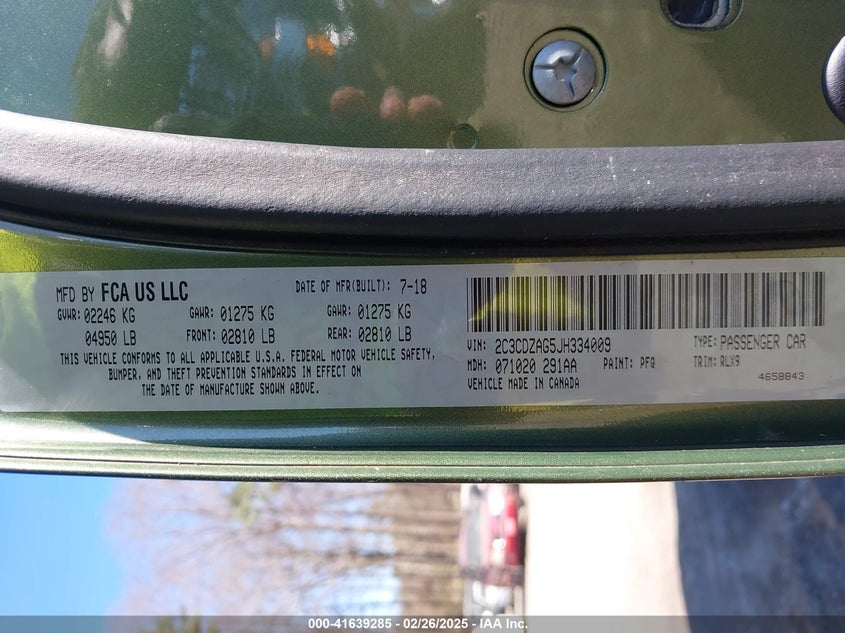 MFD BY FCA US LLC DATE OF MFR(BUILT): 7-18
GVWR: 02246 KG GAWR: 01275 KG GAWR: 01275 KG
04950 LB FRONT: 02810 LB REAR: 02810 LB
THIS VEHICLE CONFORMS TO ALL APPLICABLE U.S.A. FEDERAL MOTOR VEHICLE SAFETY,
BUMPER, AND THEFT PREVENTION STANDARDS IN EFFECT ON
THE DATE OF MANUFACTURE SHOWN ABOVE.
VIN: 2C3CDZAG5JH334009 TYPE: PASSENGER CAR
MDH: 071020 291AA PAINT: PFQ TRIM: RLX9
VEHICLE MADE IN CANADA 4658843
000-41639285 - 02/26/2025 - IAA Inc.